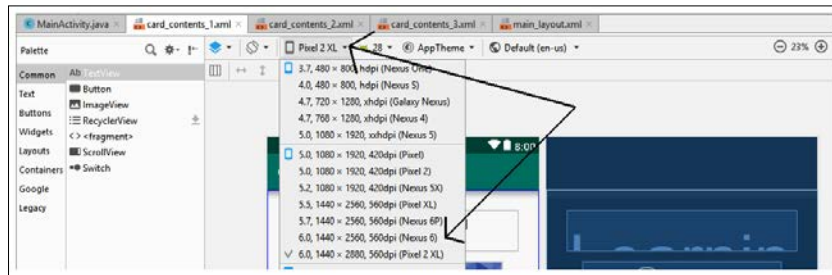 MainActivity.java × card_contents_1.xml × card_contents_2.xml × card_contents_3.xml × main_layout.xml ×
Palette
Pixel 2 XL 28 AppTheme Default (en-us) 23%
Common
Text
Buttons
Widgets
Layouts
Containers
Google
Legacy
Ab TextView
Button
ImageView
RecyclerView
<> <fragment>
ScrollView
Switch
3.7, 480 × 800, hdpi (Nexus One)
4.0, 480 × 800, hdpi (Nexus S)
4.7, 720 × 1280, xhdpi (Galaxy Nexus)
4.7, 768 × 1280, xhdpi (Nexus 4)
5.0, 1080 × 1920, xxhdpi (Nexus 5)
5.0, 1080 × 1920, 420dpi (Pixel)
5.0, 1080 × 1920, 420dpi (Pixel 2)
5.2, 1080 × 1920, 420dpi (Nexus 5X)
5.5, 1440 × 2560, 560dpi (Pixel XL)
5.7, 1440 × 2560, 560dpi (Nexus 6P)
6.0, 1440 × 2560, 560dpi (Nexus 6)
6.0, 1440 × 2880, 560dpi (Pixel 2 XL)
8:00